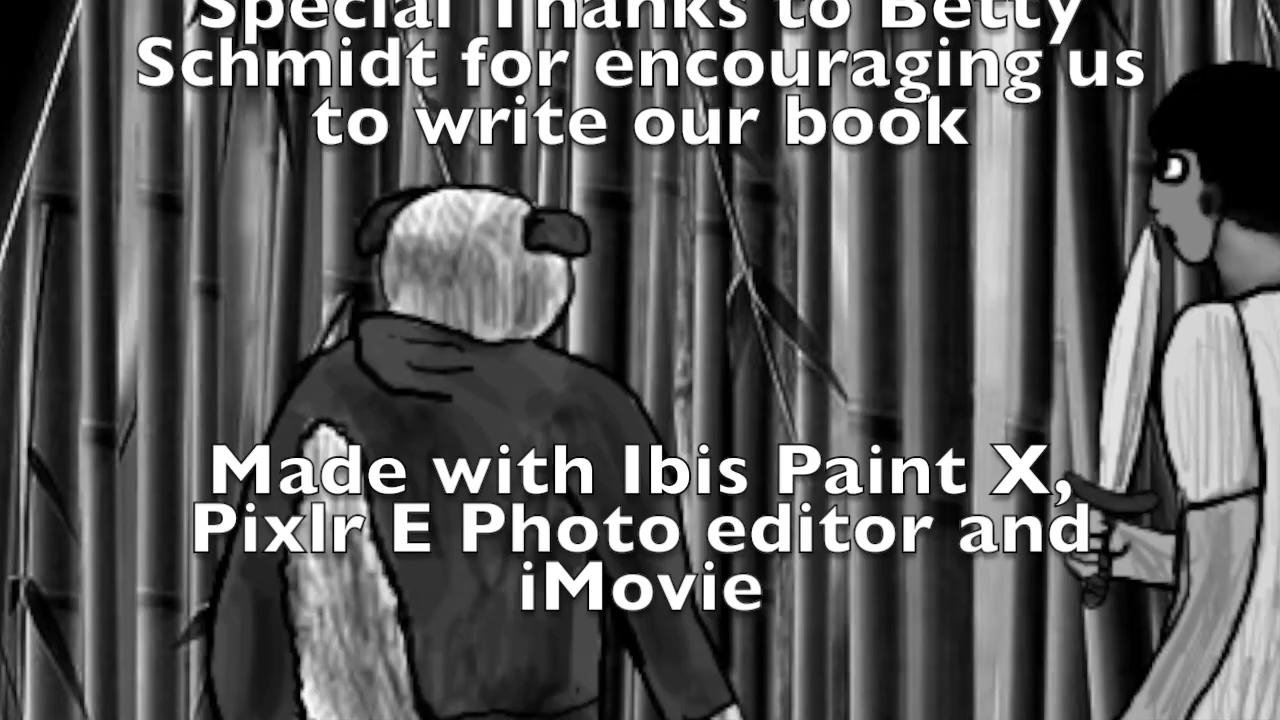 Special Thanks to Betty
Schmidt for encouraging us
to write our book
Made with Ibis Paint X,
Pixlr E Photo editor and
iMovie